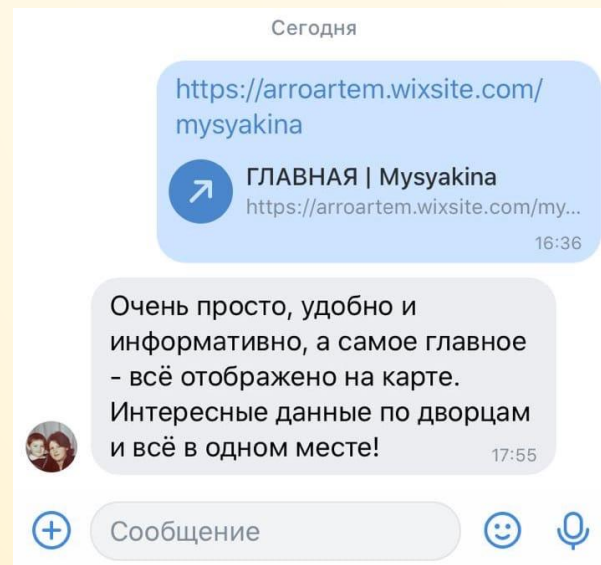 Сегодня
https://arroartem.wixsite.com/
mysyakina
ГЛАВНАЯ | Mysyakina
https://arroartem.wixsite.com/my...
16:36
Очень просто, удобно и
информативно, а самое главное
- всё отображено на карте.
Интересные данные по дворцам
и всё в одном месте!
17:55
Сообщение